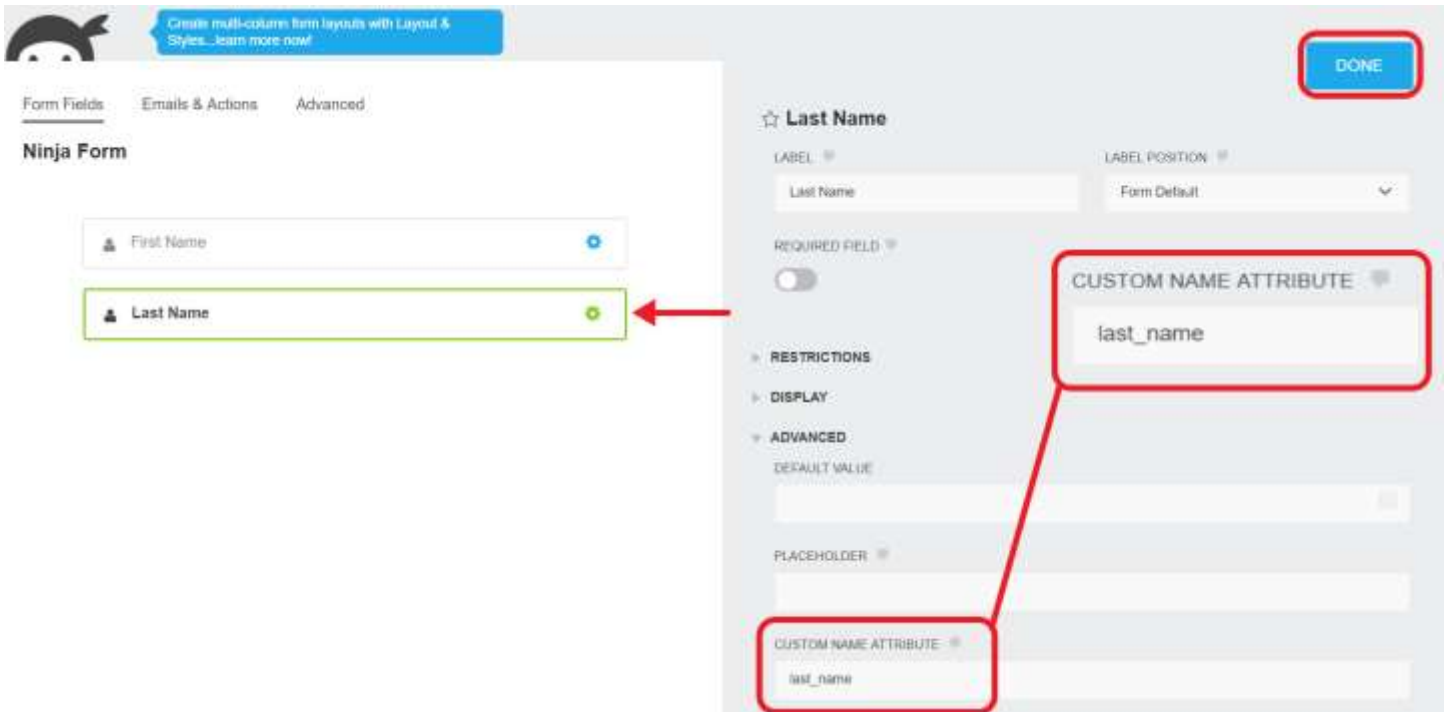 Create multi-column form layouts with Layout &
Styles...learn more now!
DONE
Form Fields Emails & Actions Advanced
Ninja Form
First Name
Last Name
Last Name
LABEL
LABEL POSITION
Last Name
Form Default
REQUIRED FIELD
CUSTOM NAME ATTRIBUTE
last_name
RESTRICTIONS
DISPLAY
ADVANCED
DEFAULT VALUE
PLACEHOLDER
CUSTOM NAME ATTRIBUTE
last_name